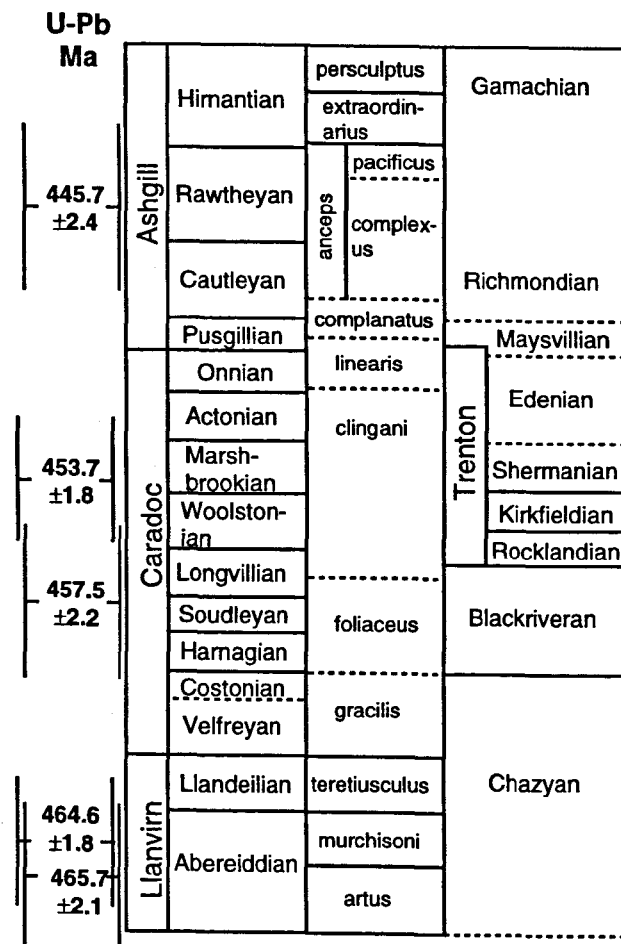 U-Pb
Ma
445.7
±2.4
453.7
±1.8
457.5
±2.2
464.6
±1.8
465.7
±2.1
Ashgill
Caradoc
Llanvirn
Hirnantian
Rawtheyan
Cautleyan
Pusgillian
Onnian
Actonian
Marsh-
brookian
Woolston-
ian
Longvillian
Soudleyan
Harnagian
Costonian
Velfreyan
Llandeilian
Abereiddian
persculptus
extraordin-
arius
anceps
pacificus
complex-
us
complanatus
linearis
clingani
foliaceus
gracilis
teretiusculus
murchisoni
artus
Gamachian
Richmondian
Maysvillian
Trenton
Edenian
Shermanian
Kirkfieldian
Rocklandian
Blackriveran
Chazyan